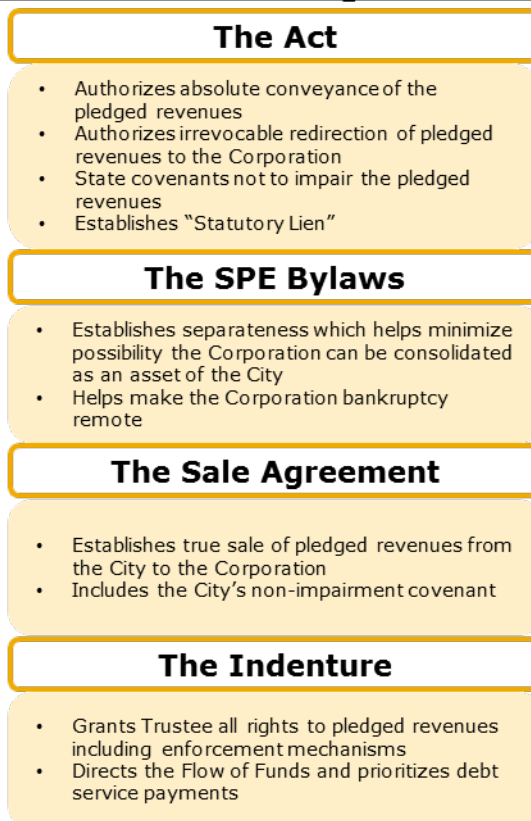 The Act
• Authorizes absolute conveyance of the
pledged revenues
• Authorizes irrevocable redirection of pledged
revenues to the Corporation
• State covenants not to impair the pledged
revenues
• Establishes “Statutory Lien”
The SPE Bylaws
• Establishes separateness which helps minimize
possibility the Corporation can be consolidated
as an asset of the City
• Helps make the Corporation bankruptcy
remote
The Sale Agreement
• Establishes true sale of pledged revenues from
the City to the Corporation
• Includes the City’s non-impairment covenant
The Indenture
• Grants Trustee all rights to pledged revenues
including enforcement mechanisms
• Directs the Flow of Funds and prioritizes debt
service payments